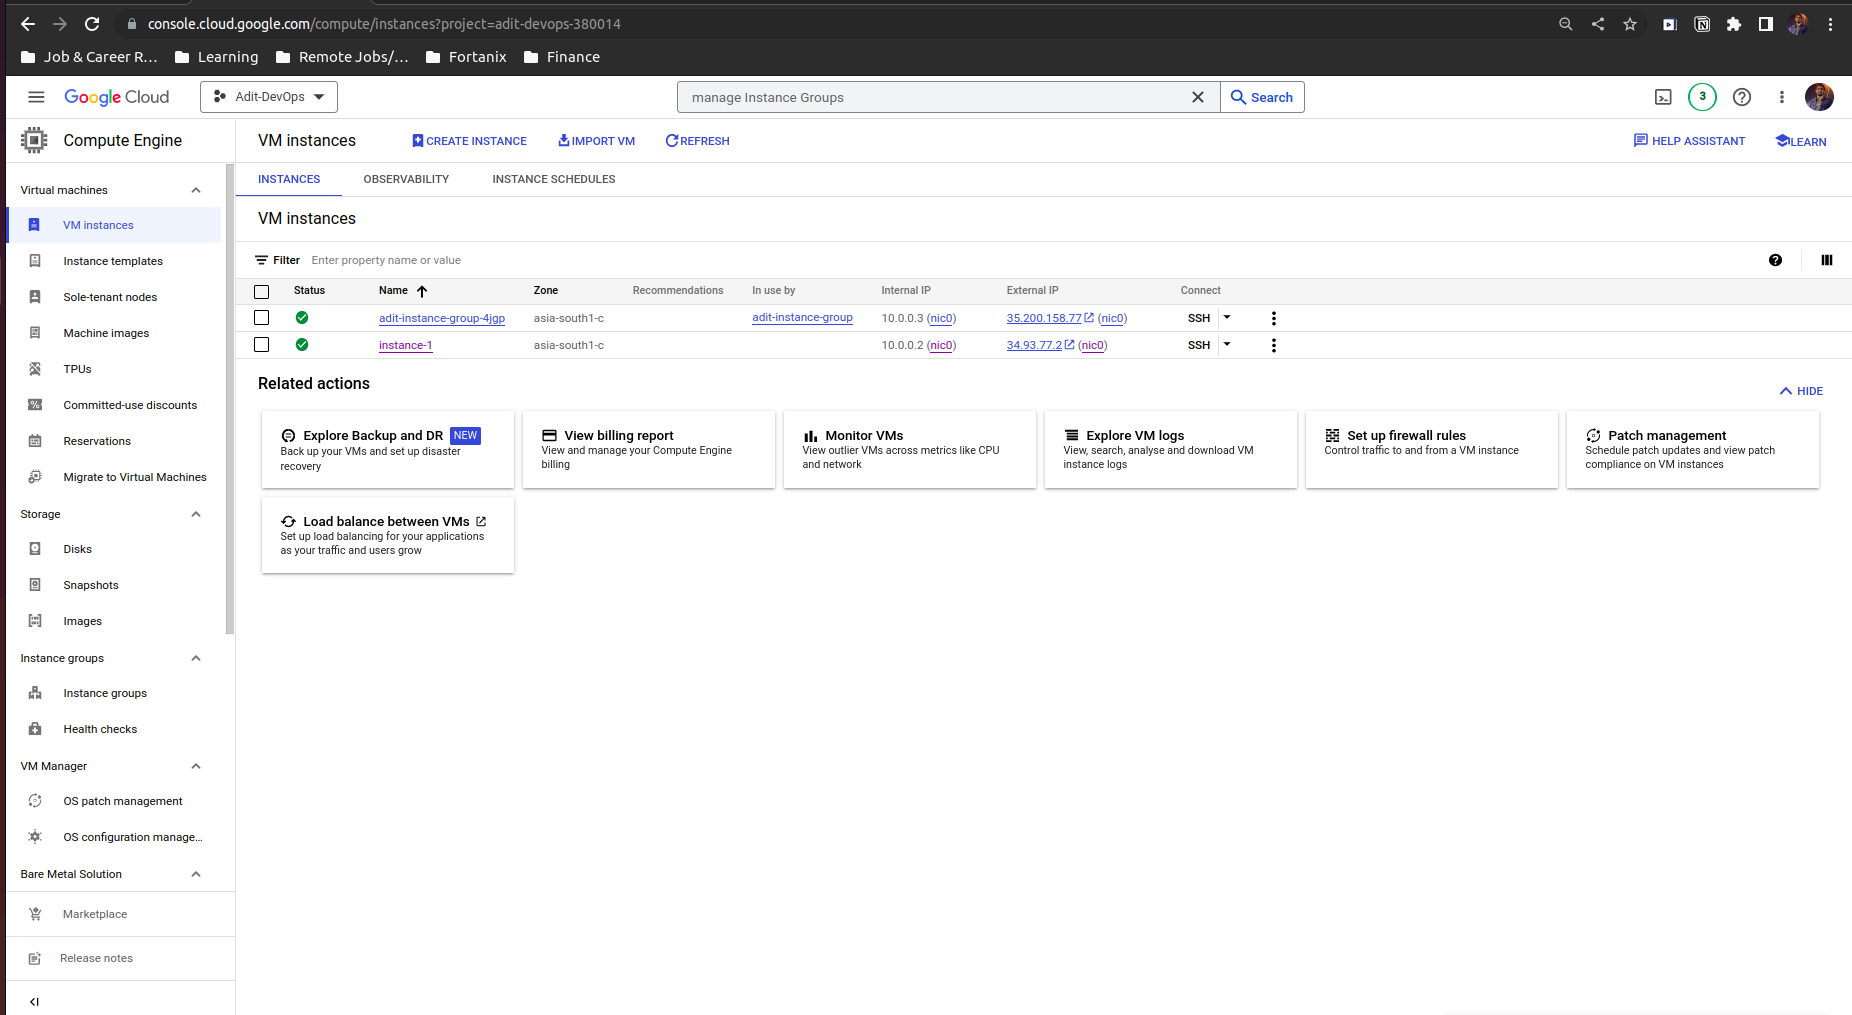 console.cloud.google.com/compute/instances?project=adit-devops-380014
Job & Career R... Learning Remote Jobs/... Fortanix Finance
Google Cloud Adit-DevOps manage Instance Groups Search 3
Compute Engine VM instances CREATE INSTANCE IMPORT VM REFRESH HELP ASSISTANT LEARN
INSTANCES OBSERVABILITY INSTANCE SCHEDULES
Virtual machines
VM instances
Instance templates
Sole-tenant nodes
Machine images
TPUs
Committed-use discounts
Reservations
Migrate to Virtual Machines
Storage
Disks
Snapshots
Images
Instance groups
Instance groups
Health checks
VM Manager
OS patch management
OS configuration manage...
Bare Metal Solution
Marketplace
Release notes
VM instances
Filter Enter property name or value
Status Name Zone Recommendations In use by Internal IP External IP Connect
adit-instance-group-4jgp asia-south1-c adit-instance-group 10.0.0.3 (nic0) 35.200.158.77 (nic0) SSH
instance-1 asia-south1-c 10.0.0.2 (nic0) 34.93.77.2 (nic0) SSH
Related actions
HIDE
Explore Backup and DR NEW
Back up your VMs and set up disaster
recovery
View billing report
View and manage your Compute Engine
billing
Monitor VMs
View outlier VMs across metrics like CPU
and network
Explore VM logs
View, search, analyse and download VM
instance logs
Set up firewall rules
Control traffic to and from a VM instance
Patch management
Schedule patch updates and view patch
compliance on VM instances
Load balance between VMs
Set up load balancing for your applications
as your traffic and users grow